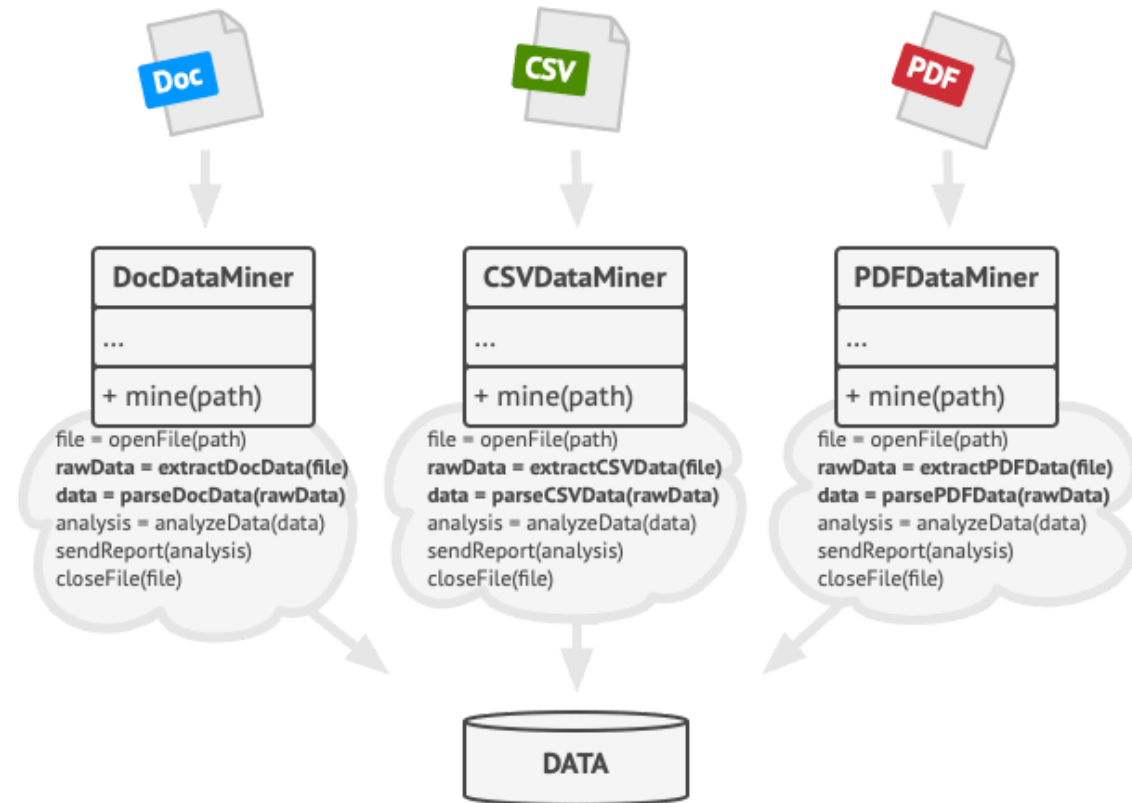 Doc
CSV
PDF
DocDataMiner
...
+ mine(path)
file = openFile(path)
rawData = extractDocData(file)
data = parseDocData(rawData)
analysis = analyzeData(data)
sendReport(analysis)
closeFile(file)
CSVDataMiner
...
+ mine(path)
file = openFile(path)
rawData = extractCSVData(file)
data = parseCSVData(rawData)
analysis = analyzeData(data)
sendReport(analysis)
closeFile(file)
PDFDataMiner
...
+ mine(path)
file = openFile(path)
rawData = extractPDFData(file)
data = parsePDFData(rawData)
analysis = analyzeData(data)
sendReport(analysis)
closeFile(file)
DATA